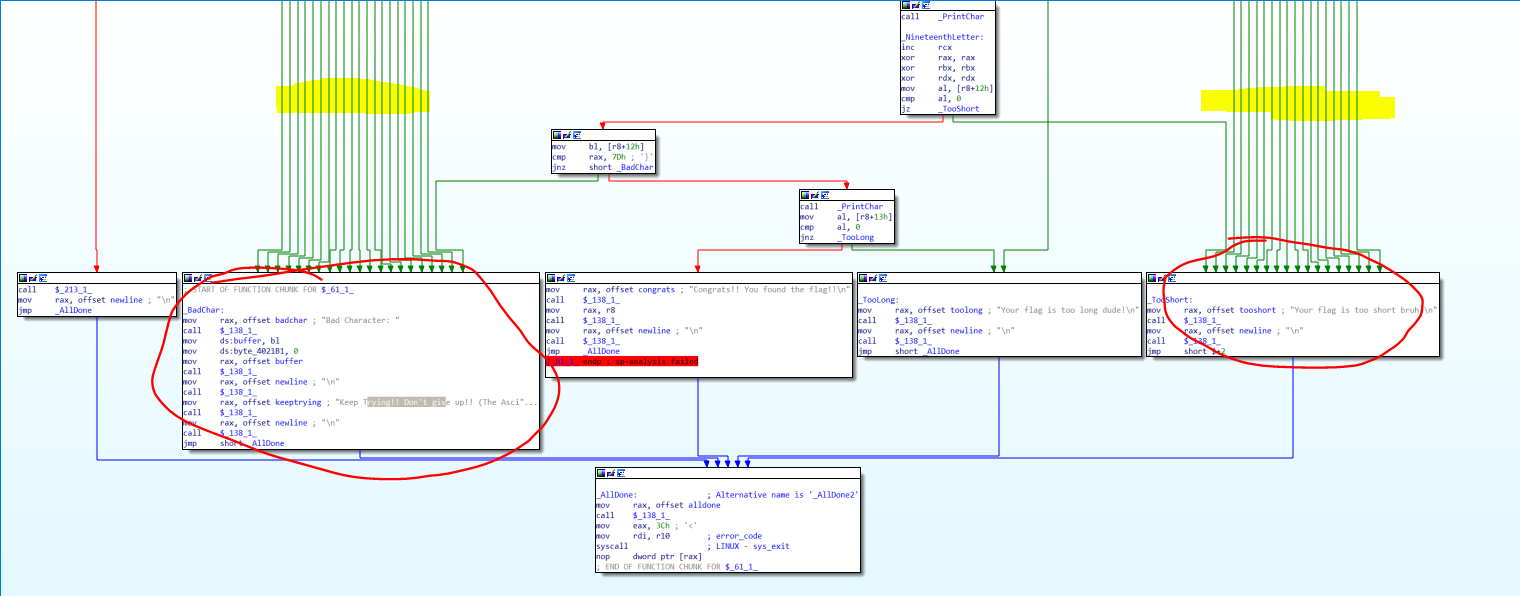 call _PrintChar
_NineteenthLetter:
inc rcx
xor rax, rax
xor rbx, rbx
xor rdx, rdx
mov al, [r8+12h]
cmp al, 0
jz _TooShort
mov bl, [r8+12h]
cmp rax, 7Dh ; '}'
jnz short _BadChar
call _PrintChar
mov al, [r8+13h]
cmp al, 0
jnz _TooLong
call $_213_1_
mov rax, offset newline ; "\n"
jmp _AllDone
START OF FUNCTION CHUNK FOR $_61_1_
_BadChar:
mov rax, offset badchar ; "Bad Character: "
call $_138_1_
mov ds:buffer, bl
mov ds:byte_4021B1, 0
mov rax, offset buffer
call $_138_1_
mov rax, offset newline ; "\n"
call $_138_1_
mov rax, offset keeptrying ; "Keep Trying!! Don't give up!! (The Asci"...
call $_138_1_
mov rax, offset newline ; "\n"
call $_138_1_
jmp short _AllDone
mov rax, offset congrats ; "Congrats!! You found the flag!!\n"
call $_138_1_
mov rax, r8
call $_138_1_
mov rax, offset newline ; "\n"
call $_138_1_
jmp _AllDone
_61_1_ endp ; sp-analysis failed
_TooLong:
mov rax, offset toolong ; "Your flag is too long dude!\n"
call $_138_1_
mov rax, offset newline ; "\n"
call $_138_1_
jmp short _AllDone
_TooShort:
mov rax, offset tooshort ; "Your flag is too short bruh\n"
call $_138_1_
mov rax, offset newline ; "\n"
call $_138_1_
jmp short
_AllDone: ; Alternative name is '_AllDone2'
mov rax, offset alldone
call $_138_1_
mov eax, 3Ch ; '<'
mov rdi, r10 ; error_code
syscall ; LINUX - sys_exit
nop dword ptr [rax]
; END OF FUNCTION CHUNK FOR $_61_1_